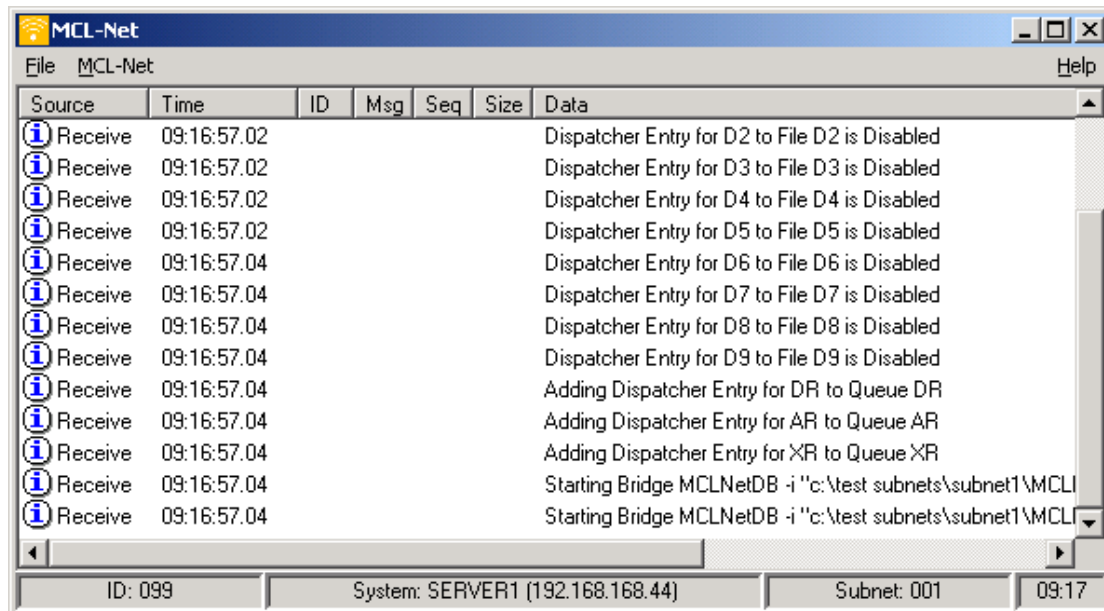 MCL-Net
File MCL-Net Help
Source Time ID Msg Seq Size Data
Receive 09:16:57.02 Dispatcher Entry for D2 to File D2 is Disabled
Receive 09:16:57.02 Dispatcher Entry for D3 to File D3 is Disabled
Receive 09:16:57.02 Dispatcher Entry for D4 to File D4 is Disabled
Receive 09:16:57.02 Dispatcher Entry for D5 to File D5 is Disabled
Receive 09:16:57.04 Dispatcher Entry for D6 to File D6 is Disabled
Receive 09:16:57.04 Dispatcher Entry for D7 to File D7 is Disabled
Receive 09:16:57.04 Dispatcher Entry for D8 to File D8 is Disabled
Receive 09:16:57.04 Dispatcher Entry for D9 to File D9 is Disabled
Receive 09:16:57.04 Adding Dispatcher Entry for DR to Queue DR
Receive 09:16:57.04 Adding Dispatcher Entry for AR to Queue AR
Receive 09:16:57.04 Adding Dispatcher Entry for XR to Queue XR
Receive 09:16:57.04 Starting Bridge MCLNetDB -i "c:\test subnets\subnet1\MCL
Receive 09:16:57.04 Starting Bridge MCLNetDB -i "c:\test subnets\subnet1\MCL
ID: 099 System: SERVER1 (192.168.168.44) Subnet: 001 09:17